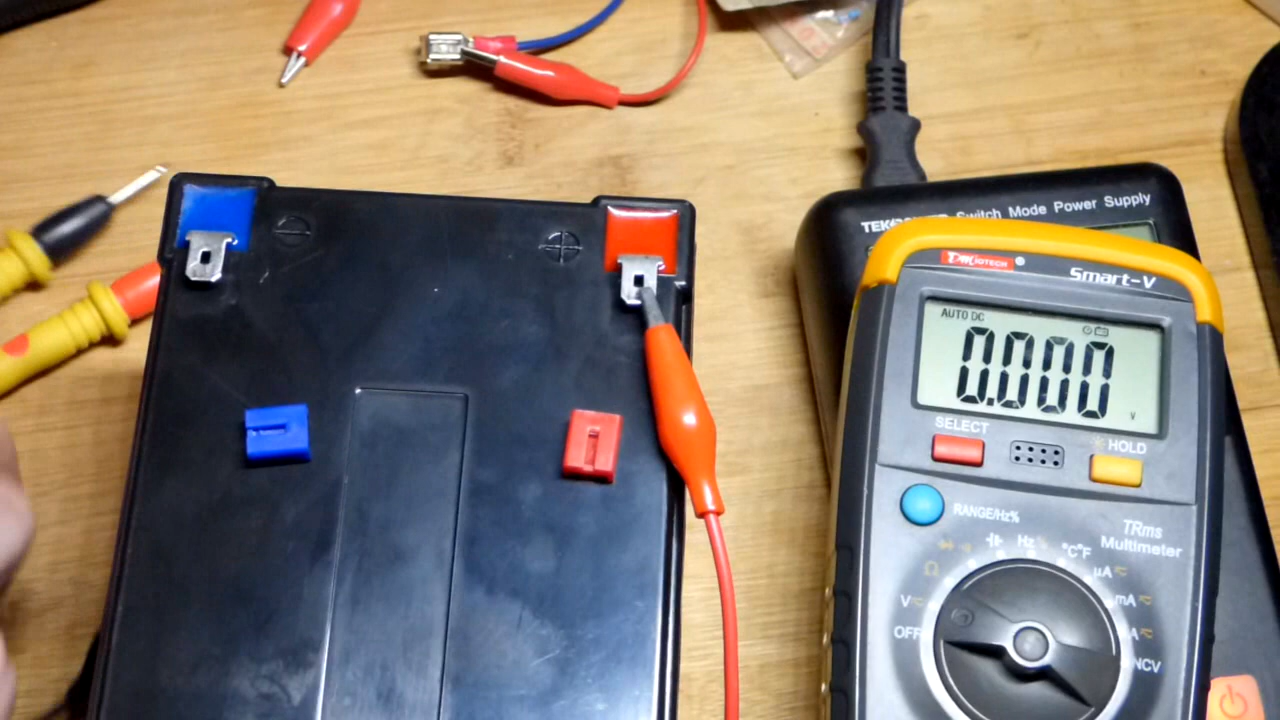 Switch Mode Power Supply
Smart-V
AUTO DC
0.000
V
SELECT
HOLD
RANGE/Hz%
TRms
Multimeter
Hz
°C°F
Ω
µA
V
mA
OFF
A
NCV